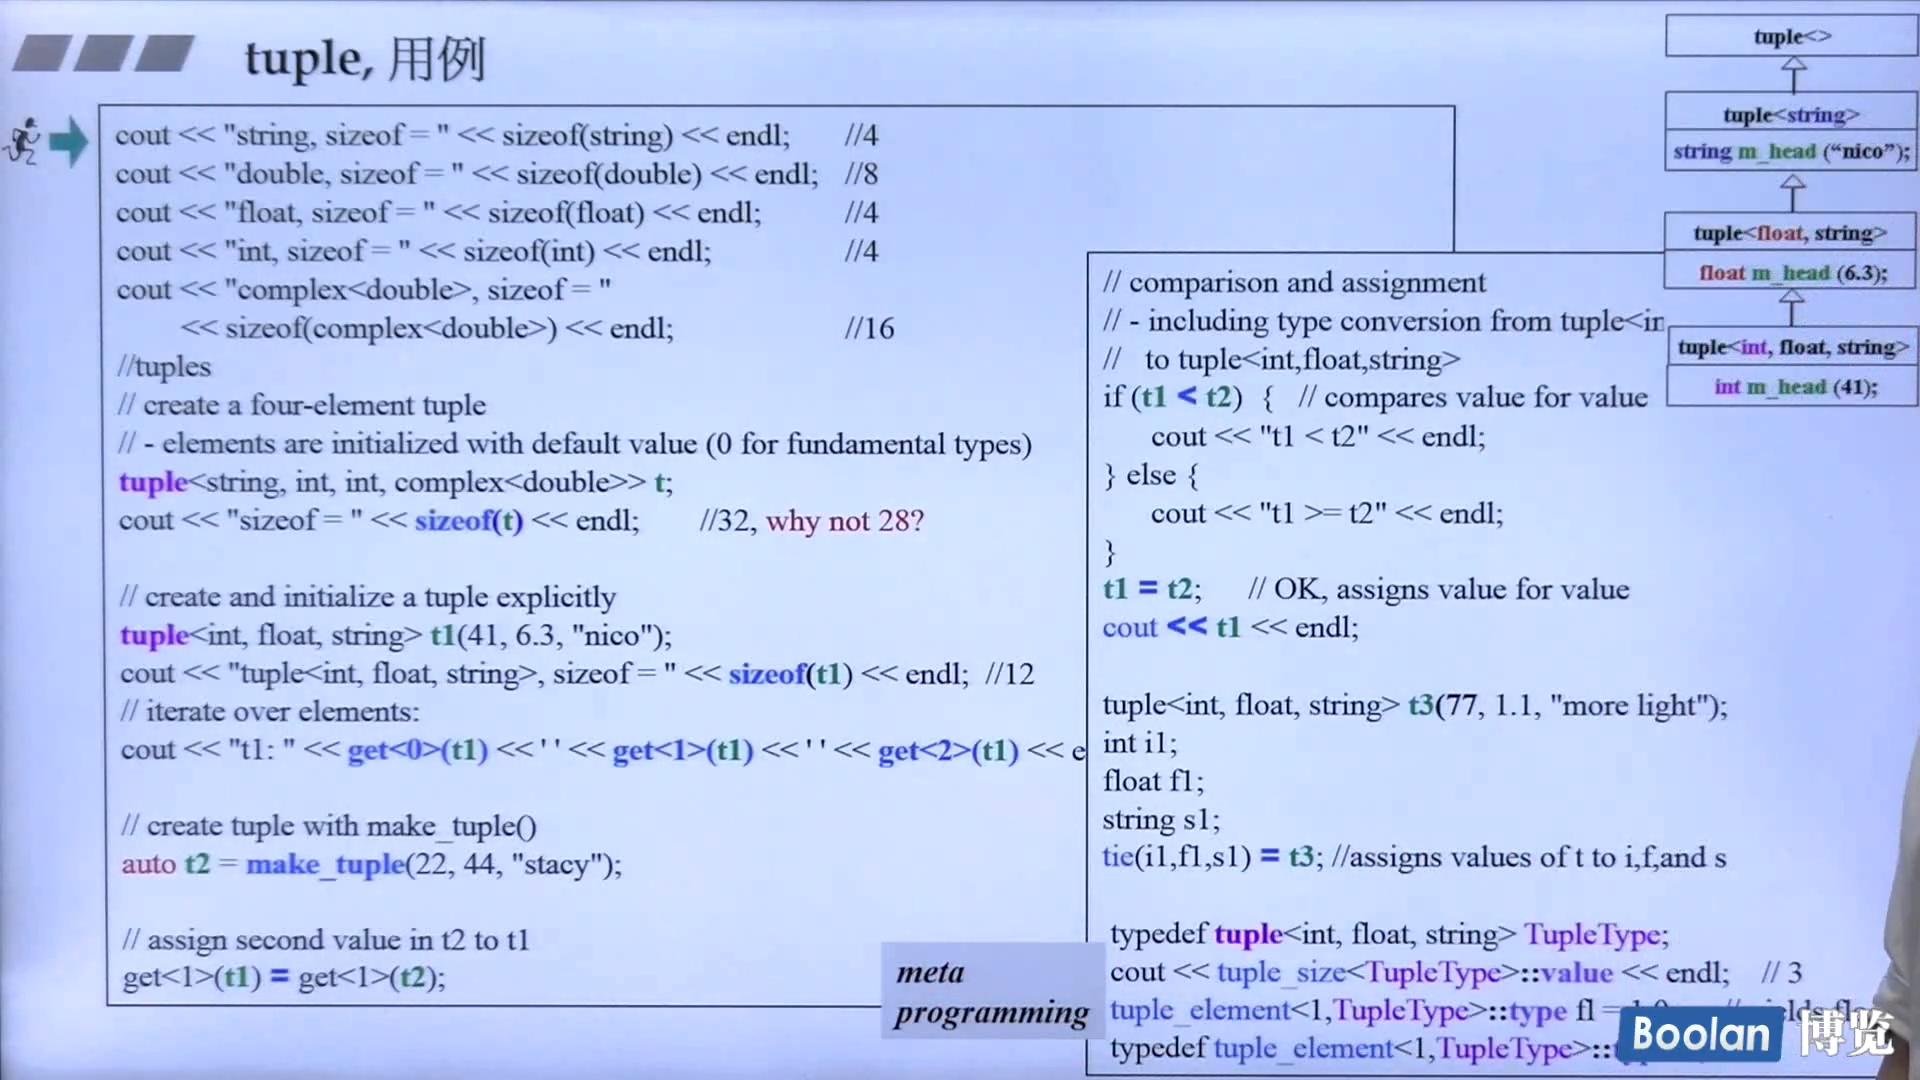 tuple, 用例
cout << "string, sizeof = " << sizeof(string) << endl; //4
cout << "double, sizeof = " << sizeof(double) << endl; //8
cout << "float, sizeof = " << sizeof(float) << endl; //4
cout << "int, sizeof = " << sizeof(int) << endl; //4
cout << "complex<double>, sizeof = "
<< sizeof(complex<double>) << endl; //16
//tuples
// create a four-element tuple
// - elements are initialized with default value (0 for fundamental types)
tuple<string, int, int, complex<double>> t;
cout << "sizeof = " << sizeof(t) << endl; //32, why not 28?
// create and initialize a tuple explicitly
tuple<int, float, string> t1(41, 6.3, "nico");
cout << "tuple<int, float, string>, sizeof = " << sizeof(t1) << endl; //12
// iterate over elements:
cout << "t1: " << get<0>(t1) << ' ' << get<1>(t1) << ' ' << get<2>(t1) << e
// create tuple with make_tuple()
auto t2 = make_tuple(22, 44, "stacy");
// assign second value in t2 to t1
get<1>(t1) = get<1>(t2);
meta
programming
// comparison and assignment
// - including type conversion from tuple<in
// to tuple<int,float,string>
if (t1 < t2) { // compares value for value
cout << "t1 < t2" << endl;
} else {
cout << "t1 >= t2" << endl;
}
t1 = t2; // OK, assigns value for value
cout << t1 << endl;
tuple<int, float, string> t3(77, 1.1, "more light");
int i1;
float f1;
string s1;
tie(i1,f1,s1) = t3; //assigns values of t to i,f,and s
typedef tuple<int, float, string> TupleType;
cout << tuple_size<TupleType>::value << endl; // 3
tuple_element<1,TupleType>::type fl =
typedef tuple_element<1,TupleType>::
tuple<>
tuple<string>
string m_head (“nico”);
tuple<float, string>
float m_head (6.3);
tuple<int, float, string>
int m_head (41);
Boolan 博览